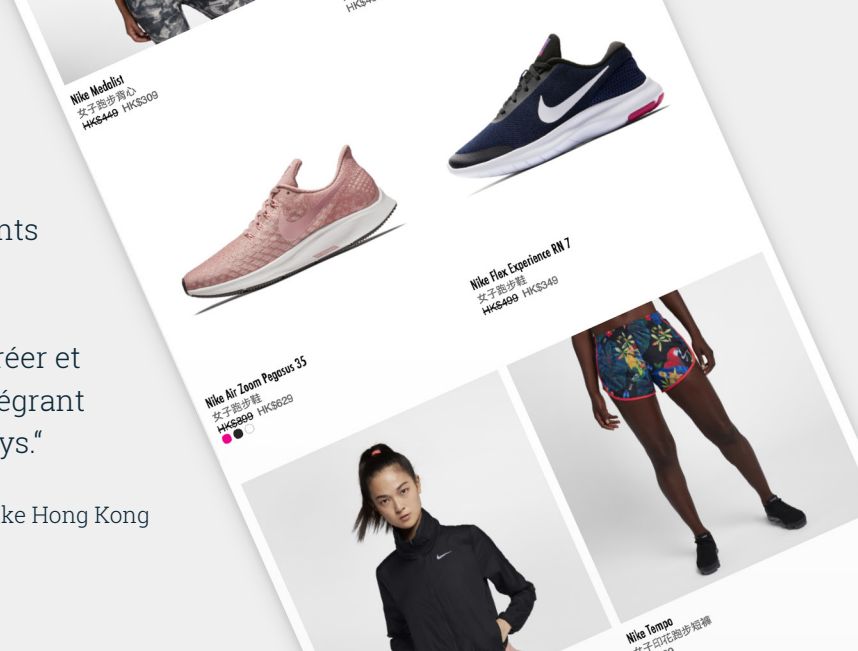 nts
réer et
égrant
ys.“
ke Hong Kong
Nike Medalist
女子跑步背心
HK$449 HK$309
Nike Flex Experience RN 7
女子跑步鞋
HK$499 HK$349
Nike Air Zoom Pegasus 35
女子跑步鞋
HK$899 HK$629
Nike Tempo
女子印花跑步短褲